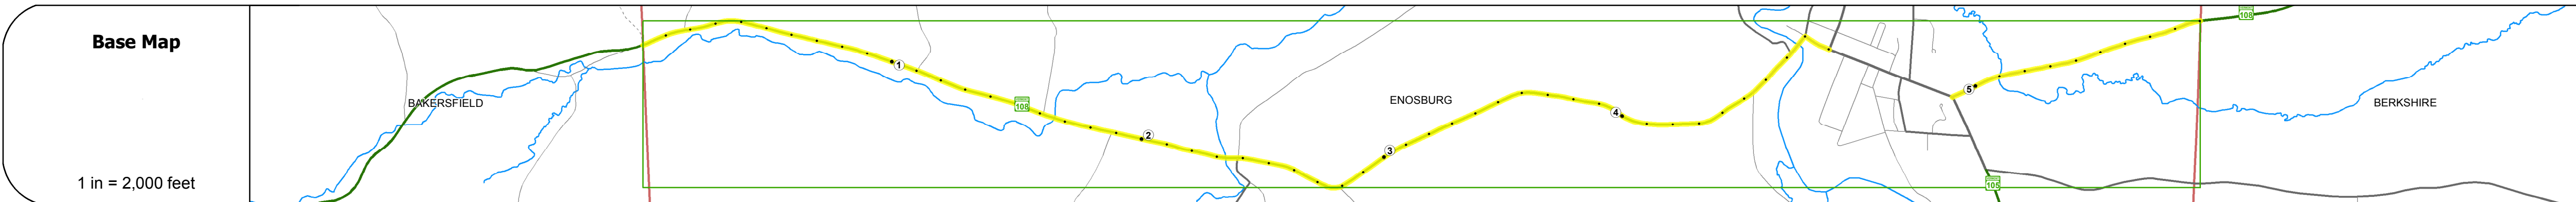 Base Map
1 in = 2,000 feet
BAKERSFIELD
1
108
2
3
ENOSBURG
4
5
105
108
BERKSHIRE